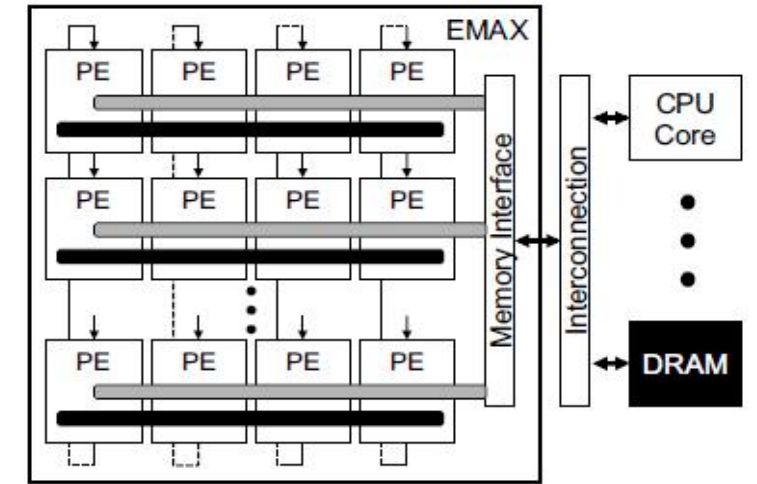 EMAX
PE PE PE PE
PE PE PE PE
PE PE PE PE
Memory Interface
Interconnection
CPU
Core
DRAM